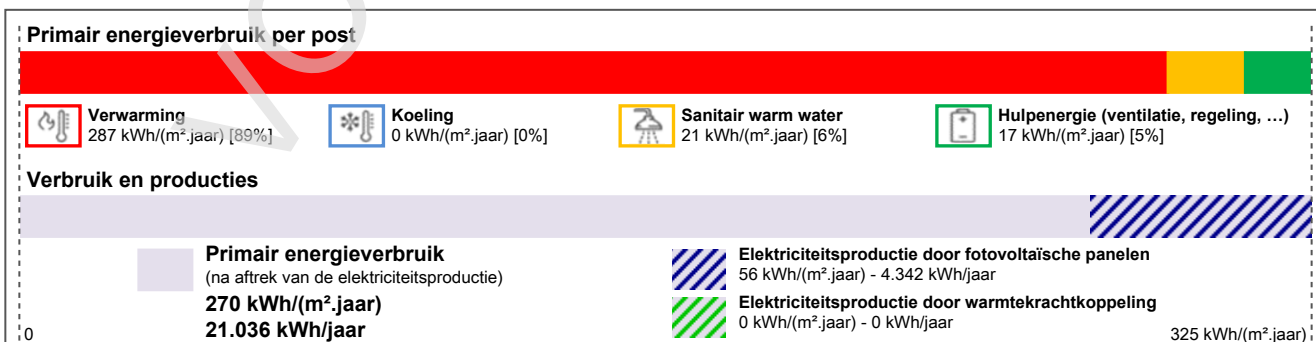 Primair energieverbruik per post
Verwarming
287 kWh/(m².jaar) [89%]
Koeling
0 kWh/(m².jaar) [0%]
Sanitair warm water
21 kWh/(m².jaar) [6%]
Hulpenergie (ventilatie, regeling, …)
17 kWh/(m².jaar) [5%]
Verbruik en producties
Primair energieverbruik
(na aftrek van de elektriciteitsproductie)
270 kWh/(m².jaar)
21.036 kWh/jaar
Elektriciteitsproductie door fotovoltaïsche panelen
56 kWh/(m².jaar) - 4.342 kWh/jaar
Elektriciteitsproductie door warmtekrachtkoppeling
0 kWh/(m².jaar) - 0 kWh/jaar
0
325 kWh/(m².jaar)